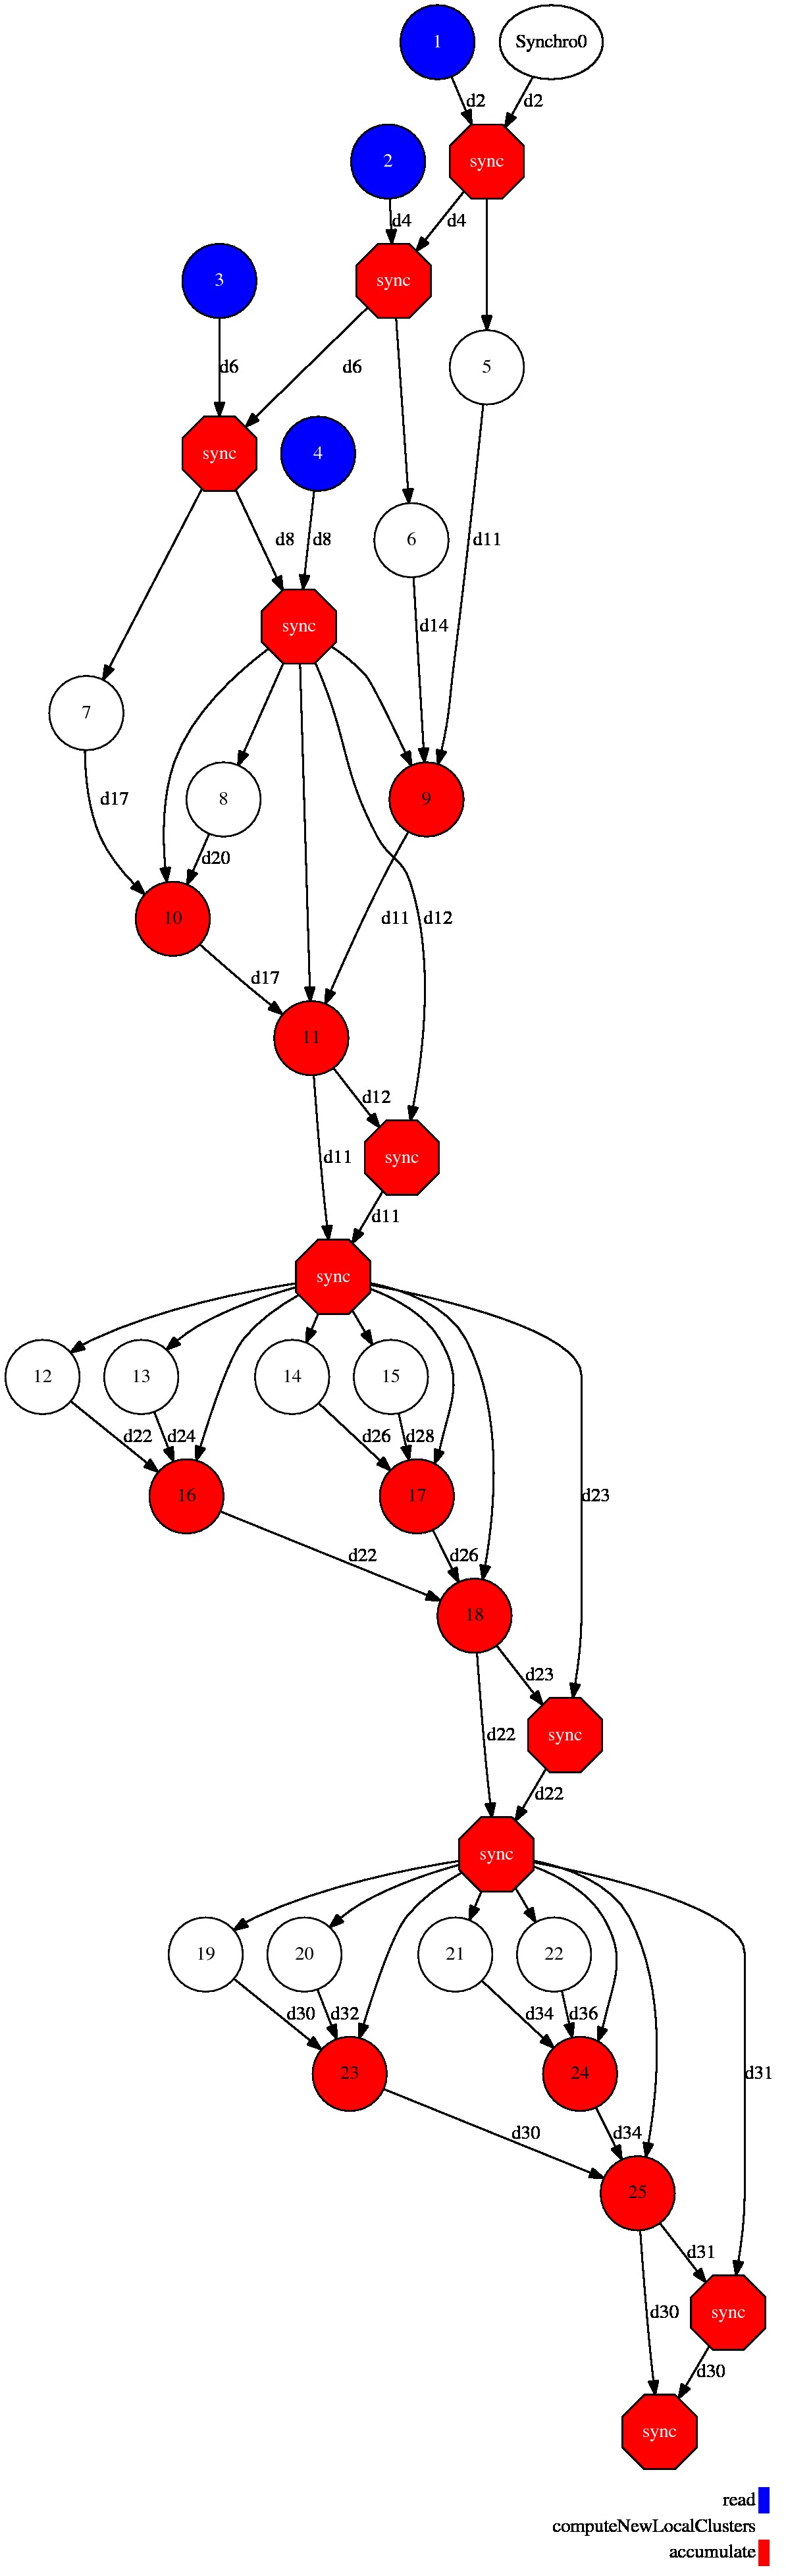 1
Synchro0
d2
d2
2
sync
d4
d4
3
sync
5
d6
d6
sync
4
6
d8
d8
d11
sync
d14
7
8
9
d17
d20
10
d11
d12
d17
11
d12
d11
sync
d11
sync
12
13
14
15
d22
d24
d26
d28
16
17
d23
d22
d26
18
d23
d22
sync
d22
sync
19
20
21
22
d30
d32
d34
d36
23
24
d31
d30
d34
25
d31
d30
sync
d30
sync
read
computeNewLocalClusters
accumulate